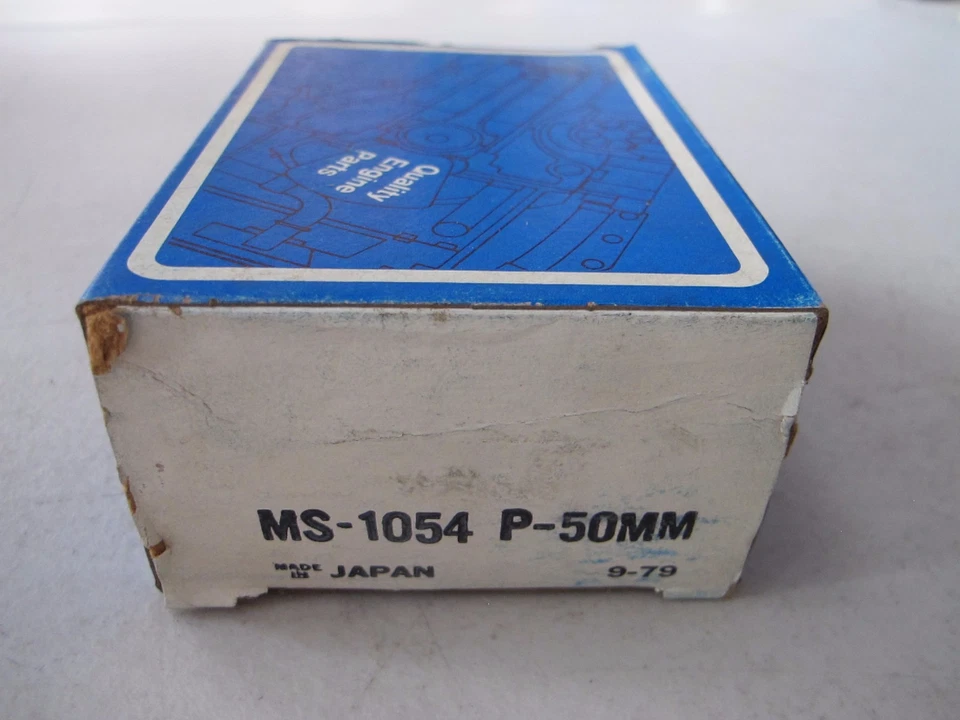 Quality
Engine
Parts
MS-1054 P-50MM
MADE IN JAPAN 9-79